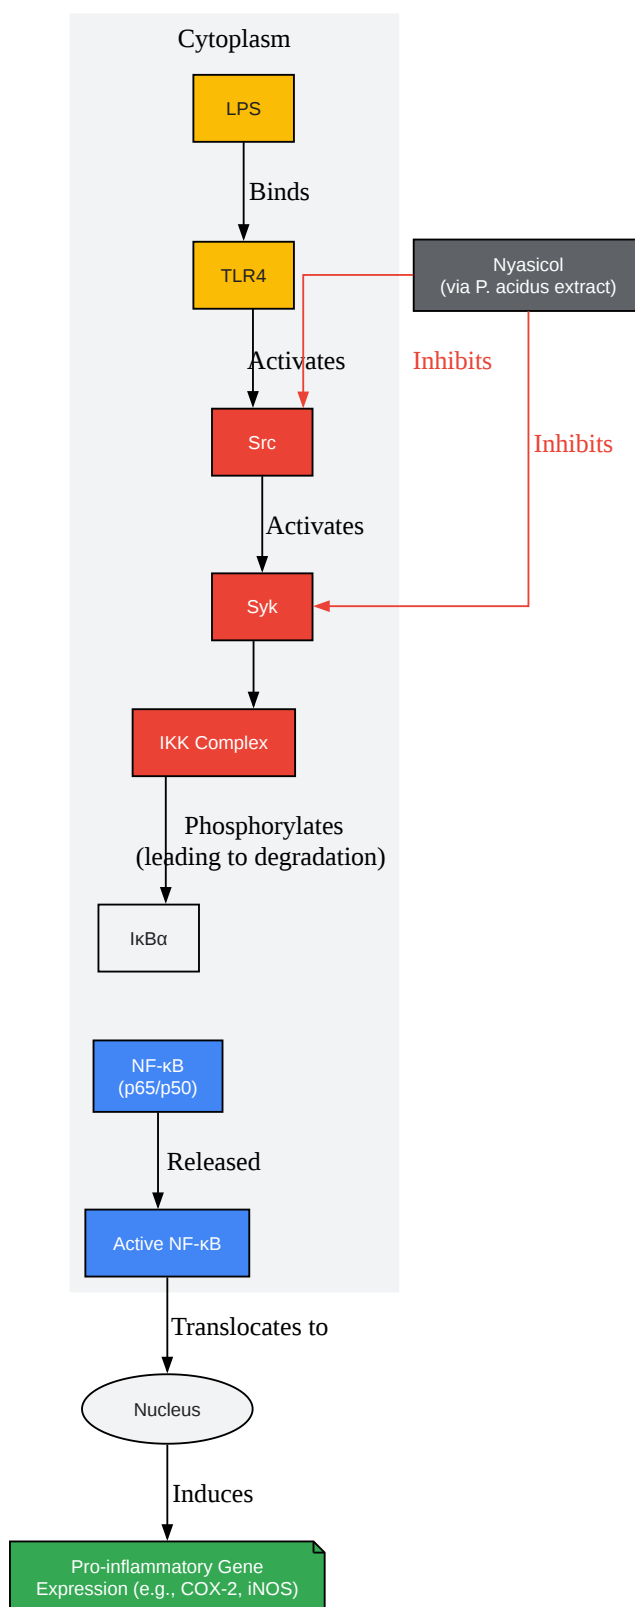 Cytoplasm
LPS
Binds
TLR4
Nyasicol
(via P. acidus extract)
Activates
Inhibits
Src
Inhibits
Activates
Syk
IKK Complex
Phosphorylates
(leading to degradation)
IκBα
NF-κB
(p65/p50)
Released
Active NF-κB
Translocates to
Nucleus
Induces
Pro-inflammatory Gene
Expression (e.g., COX-2, iNOS)